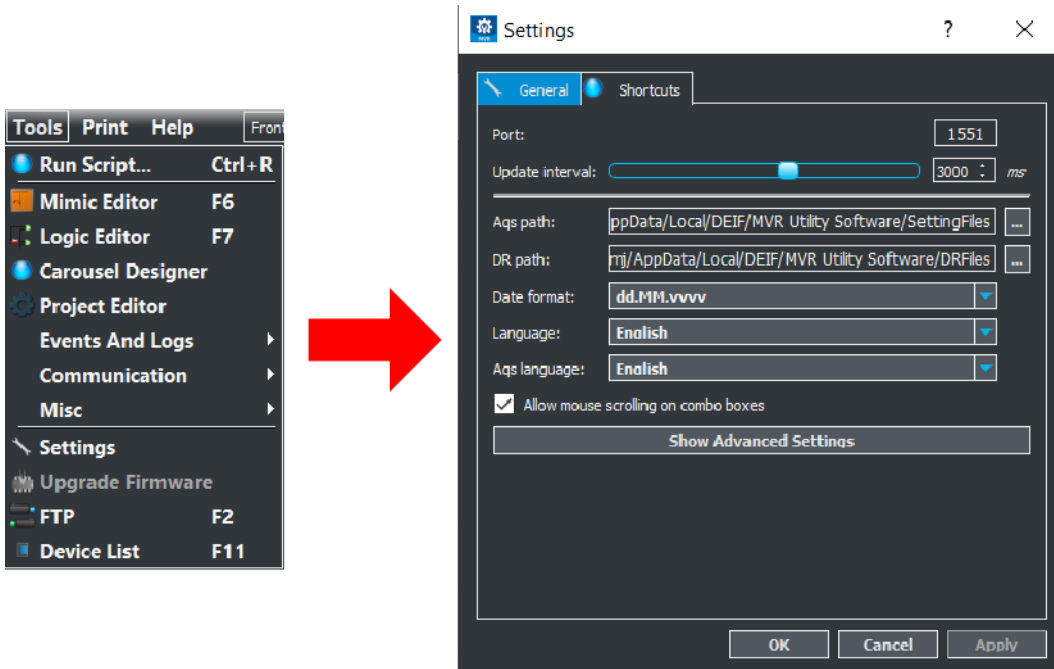 Tools Print Help Fron
Run Script... Ctrl+R
Mimic Editor F6
Logic Editor F7
Carousel Designer
Project Editor
Events And Logs
Communication
Misc
Settings
Upgrade Firmware
FTP F2
Device List F11
MVR Settings ?
General Shortcuts
Port: 1551
Update interval: 3000 ms
Aqs path: ppData/Local/DEIF/MVR Utility Software/SettingFiles ...
DR path: mj/AppData/Local/DEIF/MVR Utility Software/DRFiles ...
Date format: dd.MM.vvvv
Language: English
Aqs language: English
Allow mouse scrolling on combo boxes
Show Advanced Settings
OK Cancel Apply